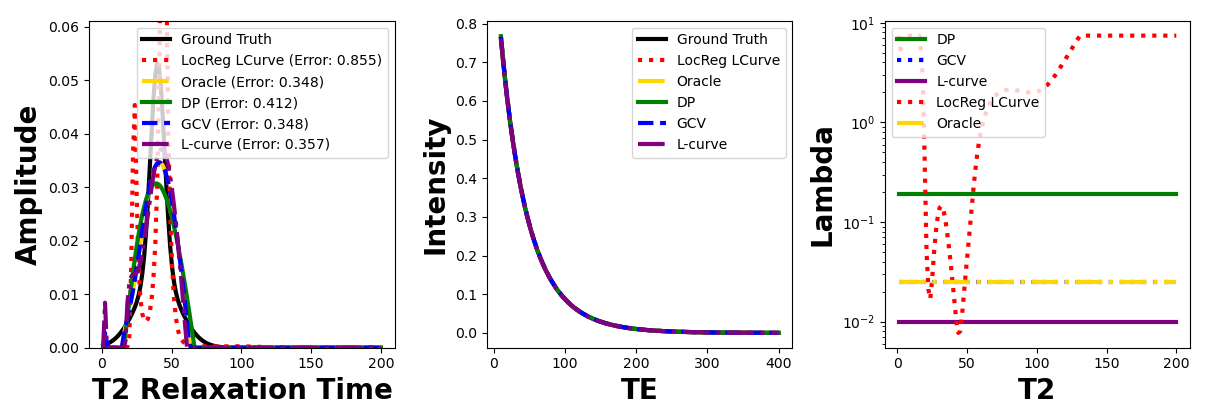 0.06
0.05
0.04
0.03
0.02
0.01
0.00
Amplitude
0
50
100
150
200
T2 Relaxation Time
Ground Truth
LocReg LCurve (Error: 0.855)
Oracle (Error: 0.348)
DP (Error: 0.412)
GCV (Error: 0.348)
L-curve (Error: 0.357)
0.8
0.7
0.6
0.5
0.4
0.3
0.2
0.1
0.0
Intensity
0
100
200
300
400
TE
Ground Truth
LocReg LCurve
Oracle
DP
GCV
L-curve
10¹
10⁰
10⁻¹
10⁻²
Lambda
0
50
100
150
200
T2
DP
GCV
L-curve
LocReg LCurve
Oracle